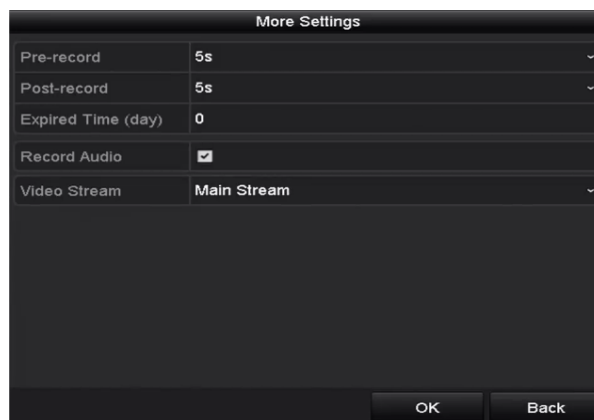 More Settings
Pre-record 5s
Post-record 5s
Expired Time (day) 0
Record Audio
Video Stream Main Stream
OK Back